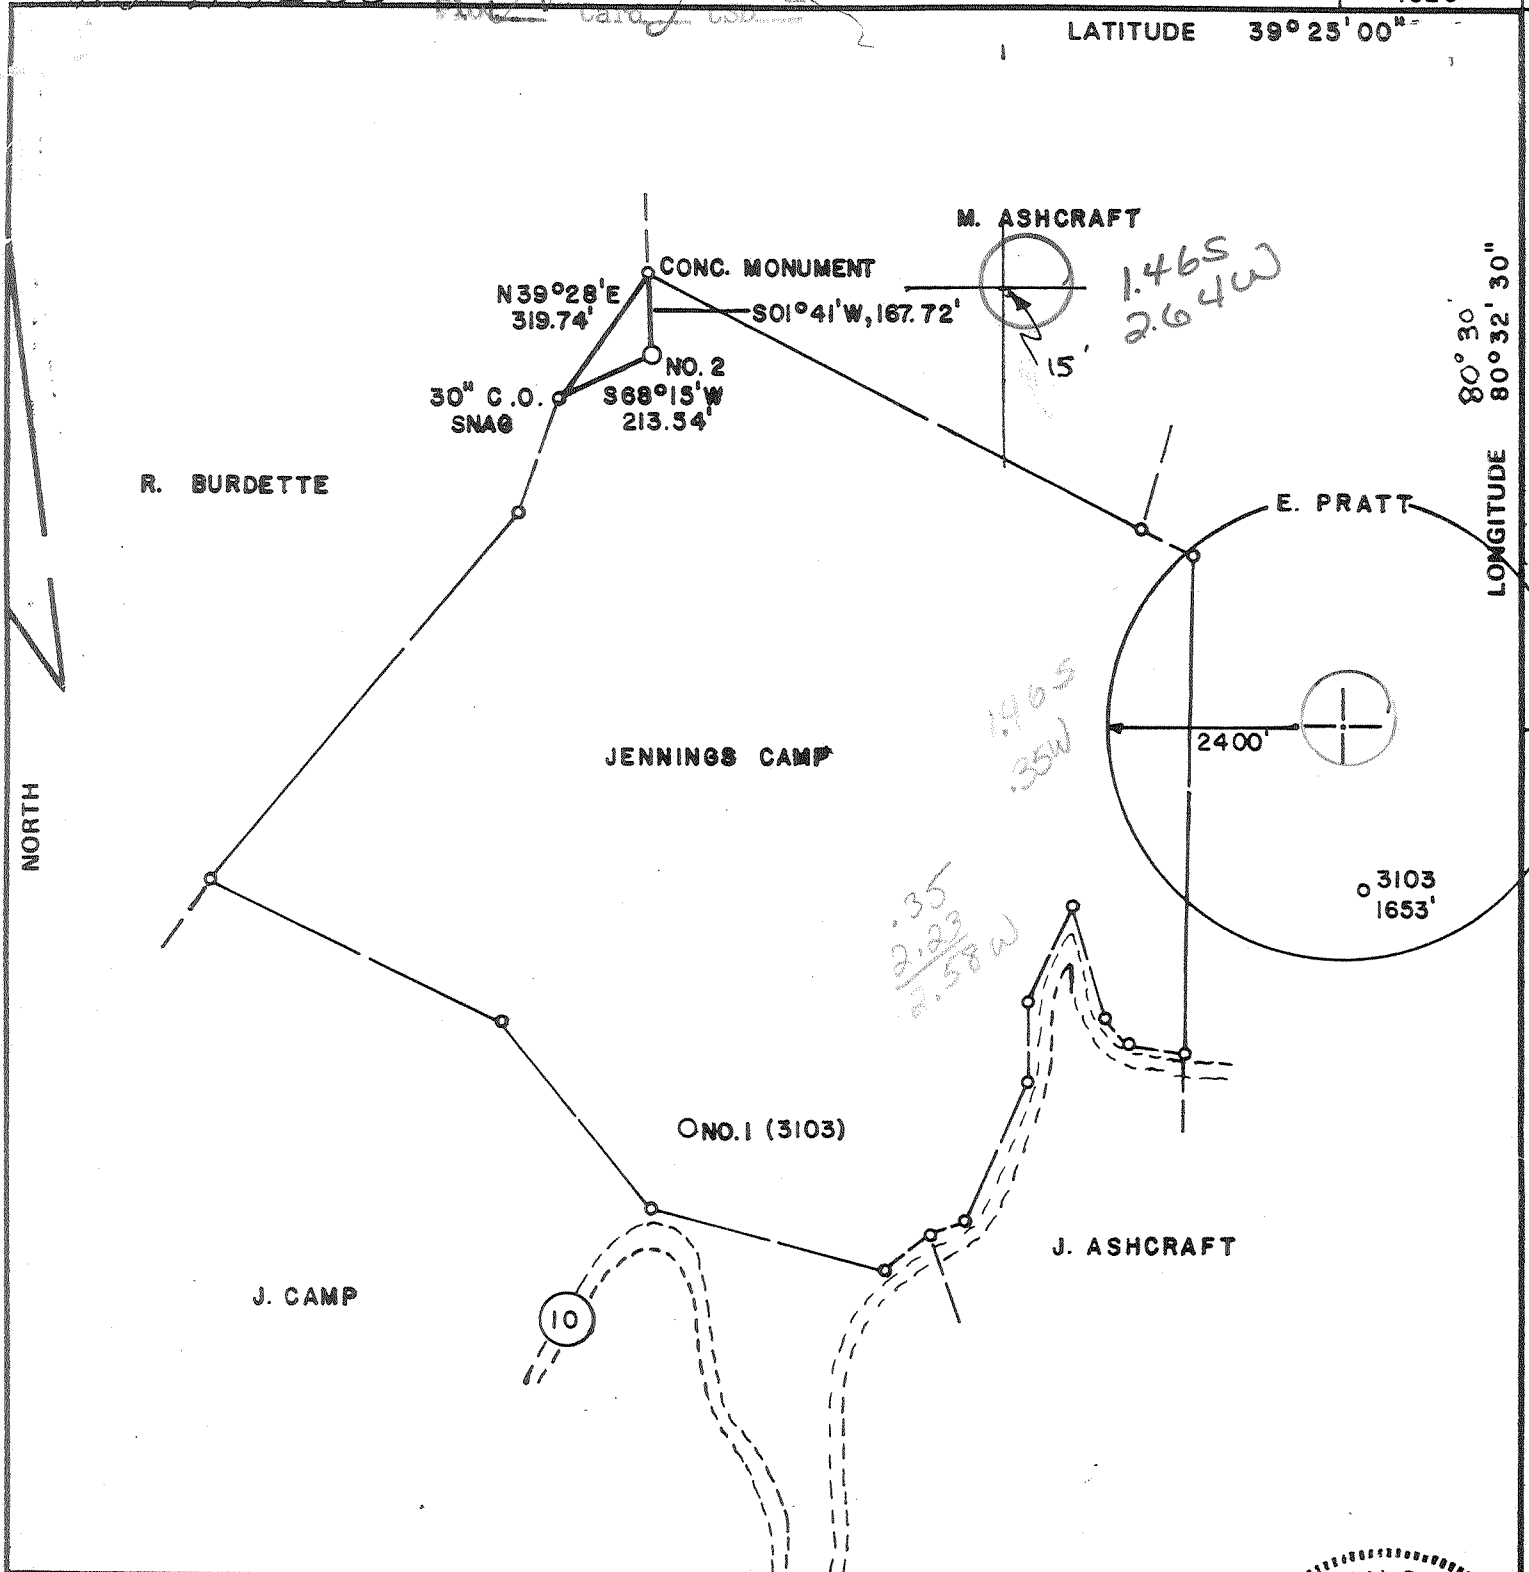 LATITUDE 39° 25' 00"
M. ASHCRAFT
CONC. MONUMENT
1.46S
2.64W
N39°28'E
319.74'
S01°41'W, 167.72'
15'
NO. 2
30" C.O.
SNAG
S68°15'W
213.54'
80° 30'
LONGITUDE 80° 32' 30"
R. BURDETTE
E. PRATT
1.46S
.35W
JENNINGS CAMP
2400'
NORTH
3103
1653'
.35
2.23
2.58 W
NO. 1 (3103)
J. ASHCRAFT
J. CAMP
10